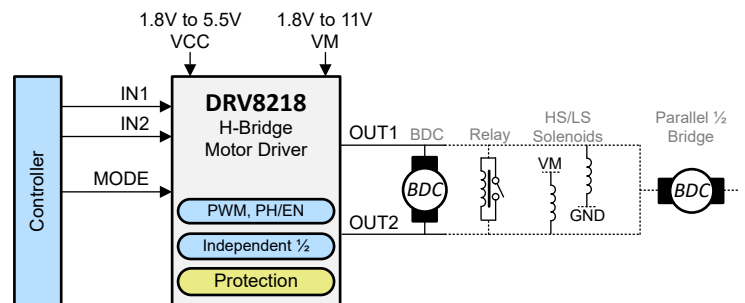 1.8V to 5.5V
VCC
1.8V to 11V
VM
Controller
IN1
IN2
MODE
DRV8218
H-Bridge
Motor Driver
PWM, PH/EN
Independent ½
Protection
OUT1
OUT2
BDC
BDC
Relay
HS/LS
Solenoids
VM
GND
Parallel ½
Bridge
BDC